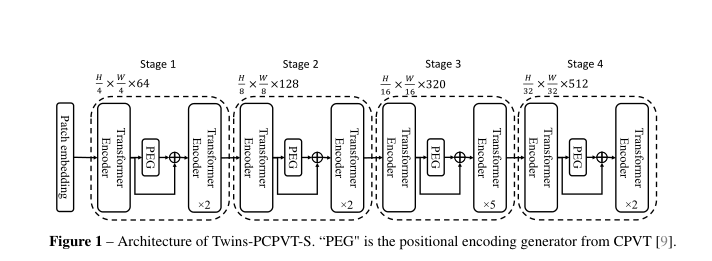 Stage 1
Stage 2
Stage 3
Stage 4
H/4 × W/4 ×64
H/8 × W/8 ×128
H/16 × W/16 ×320
H/32 × W/32 ×512
Patch embedding
Transformer Encoder
PEG
Transformer Encoder
×2
Transformer Encoder
PEG
Transformer Encoder
×2
Transformer Encoder
PEG
Transformer Encoder
×5
Transformer Encoder
PEG
Transformer Encoder
×2
Figure 1 – Architecture of Twins-PCPVT-S. “PEG" is the positional encoding generator from CPVT [9].